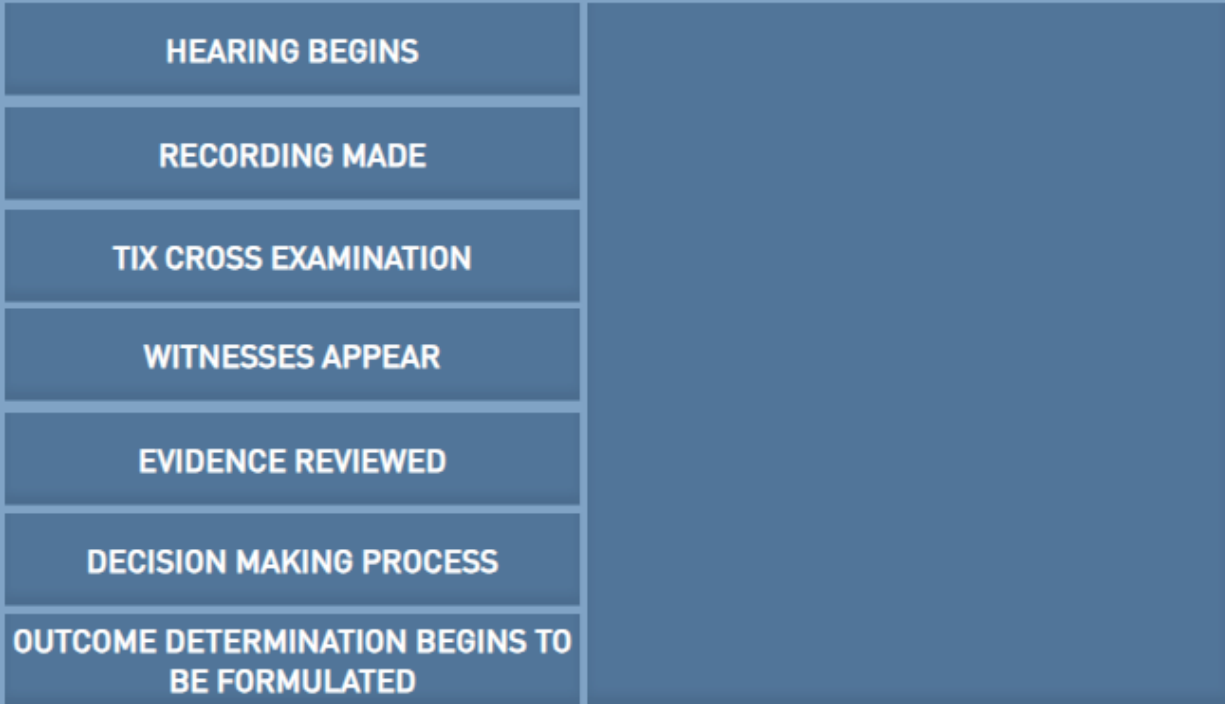 HEARING BEGINS
RECORDING MADE
TIX CROSS EXAMINATION
WITNESSES APPEAR
EVIDENCE REVIEWED
DECISION MAKING PROCESS
OUTCOME DETERMINATION BEGINS TO
BE FORMULATED